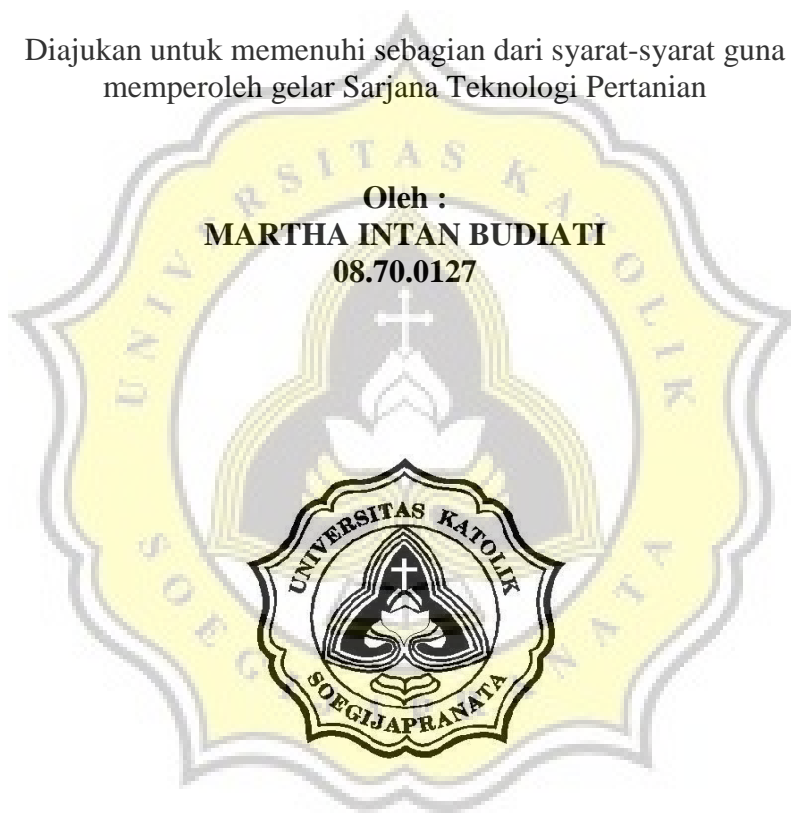 Diajukan untuk memenuhi sebagian dari syarat-syarat guna
memperoleh gelar Sarjana Teknologi Pertanian
Oleh :
MARTHA INTAN BUDIATI
08.70.0127
UNIVERSITAS KATOLIK
SOEGIJAPRANATA